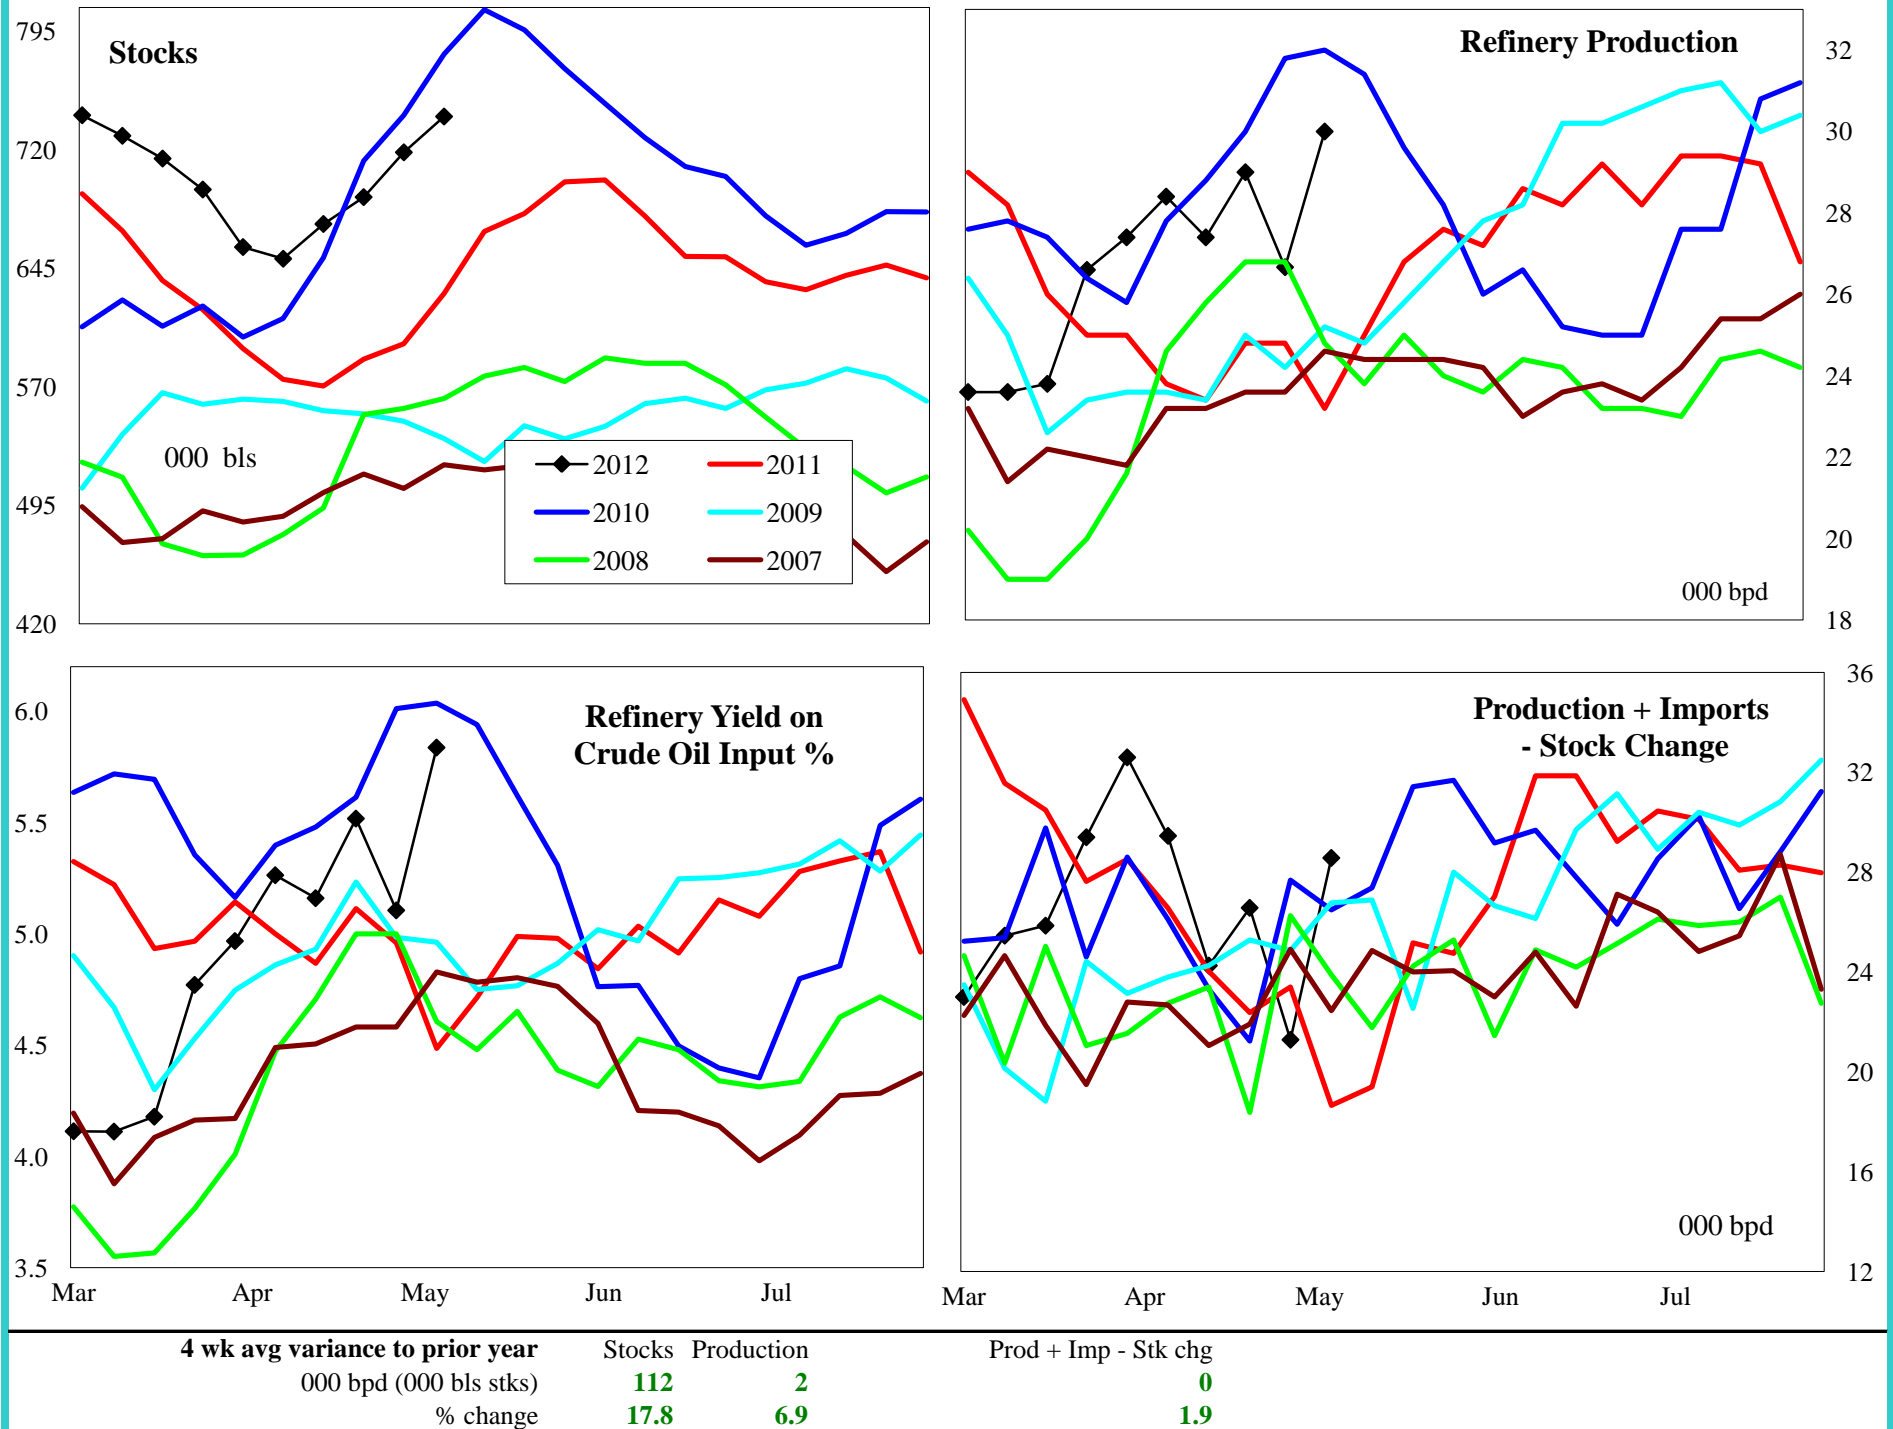 Stocks
795
720
645
570
495
420
000 bls
2012
2011
2010
2009
2008
2007
Refinery Production
32
30
28
26
24
22
20
18
000 bpd
Refinery Yield on
Crude Oil Input %
6.0
5.5
5.0
4.5
4.0
3.5
Mar Apr May Jun Jul
Production + Imports
- Stock Change
36
32
28
24
20
16
12
000 bpd
Mar Apr May Jun Jul
4 wk avg variance to prior year Stocks Production Prod + Imp - Stk chg
000 bpd (000 bls stks) 112 2 0
% change 17.8 6.9 1.9